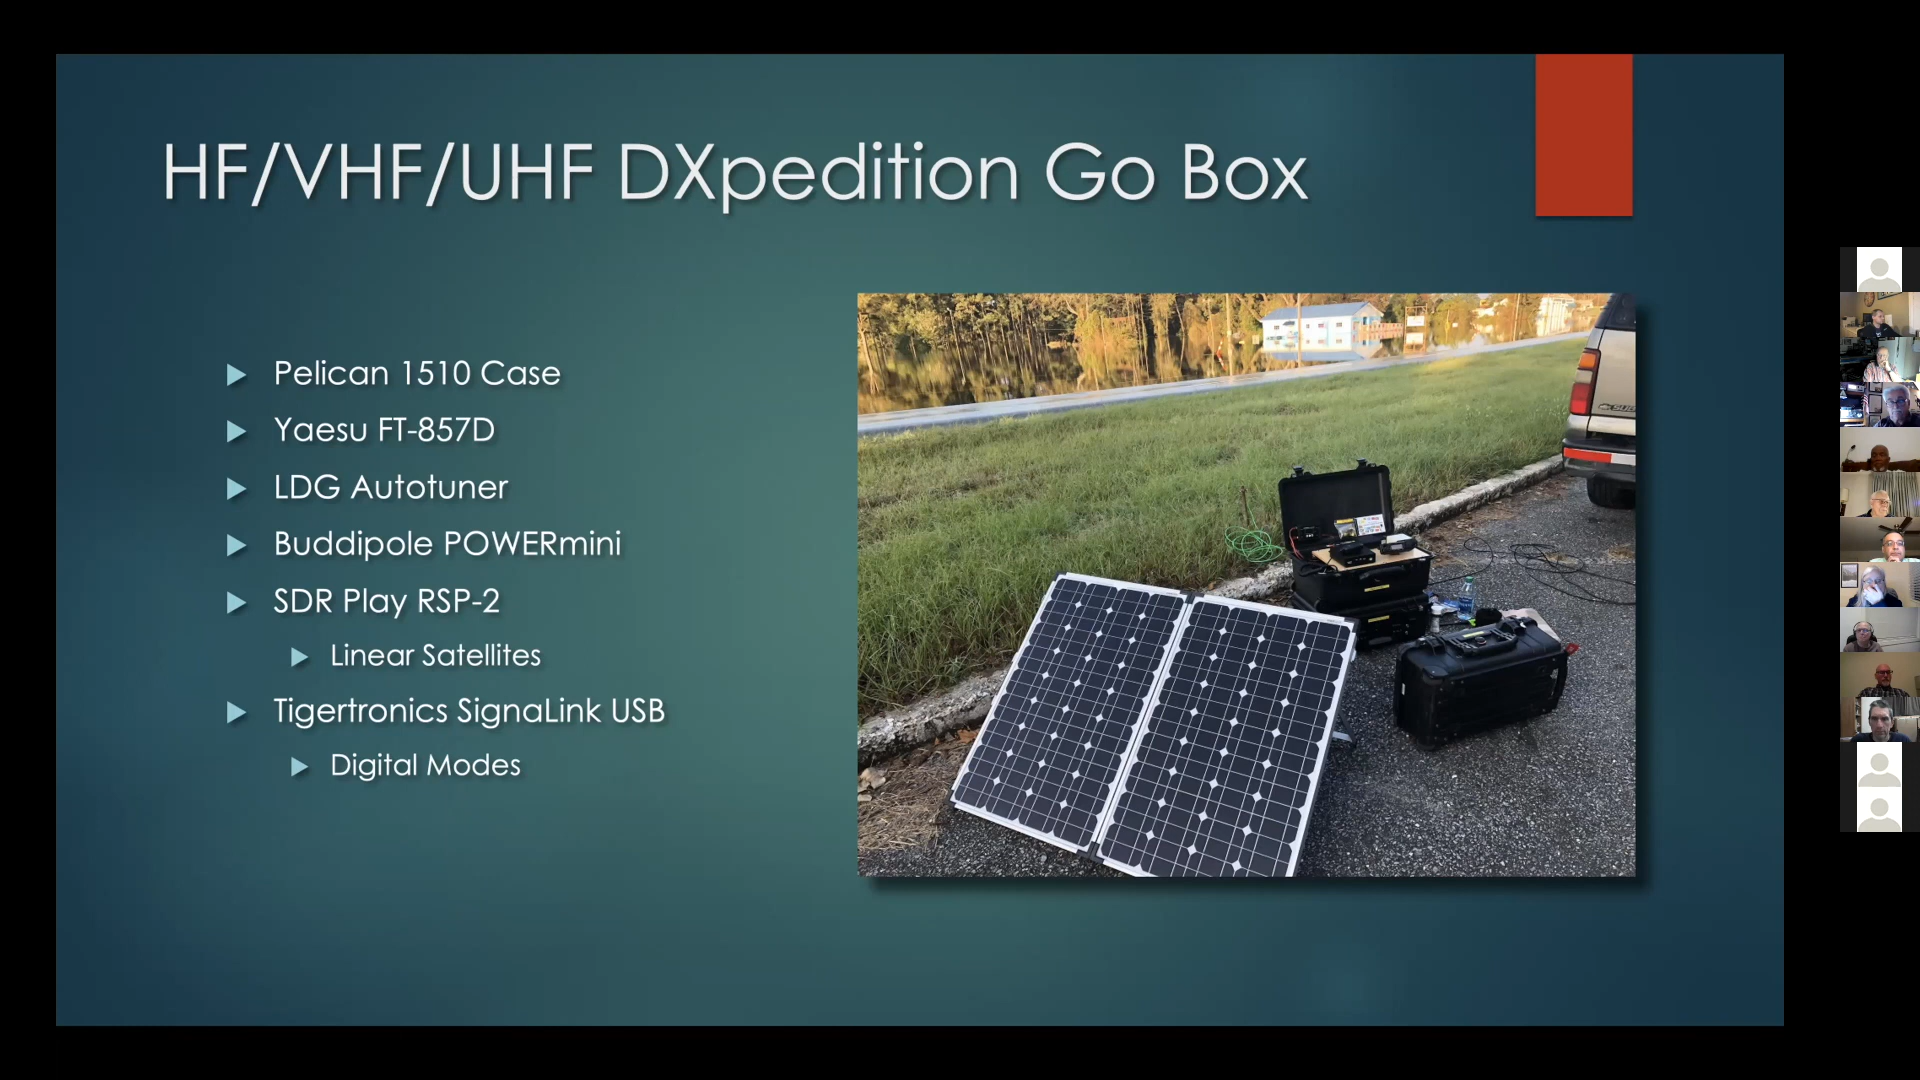 HF/VHF/UHF DXpedition Go Box
Pelican 1510 Case
Yaesu FT-857D
LDG Autotuner
Buddipole POWERmini
SDR Play RSP-2
Linear Satellites
Tigertronics SignaLink USB
Digital Modes